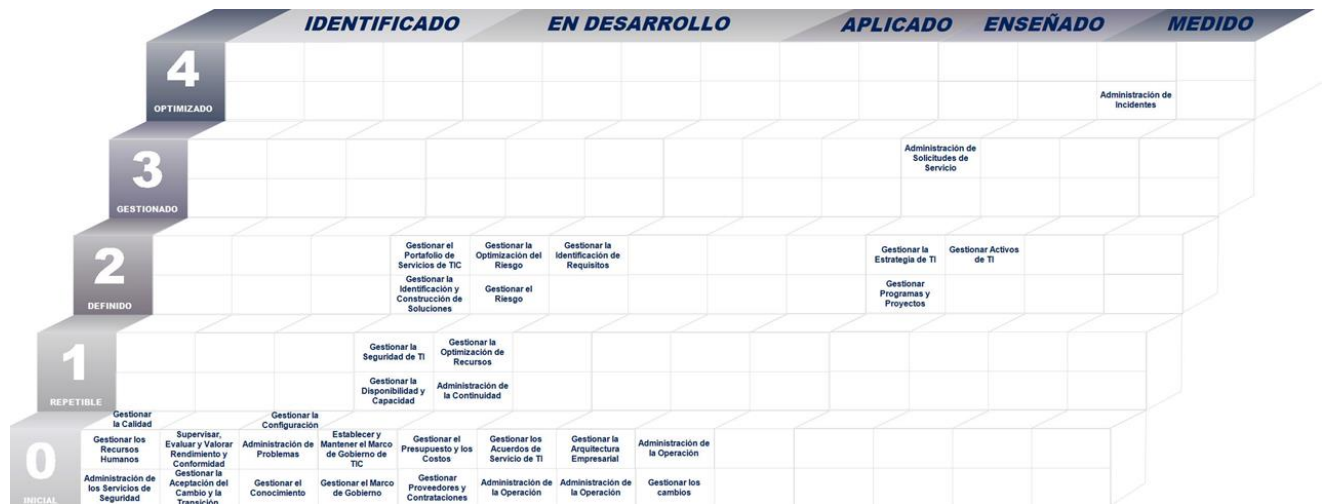 IDENTIFICADO EN DESARROLLO APLICADO ENSEÑADO MEDIDO
4
OPTIMIZADO
Administración de
Incidentes
3
GESTIONADO
Administración de
Solicitudes de
Servicio
2
DEFINIDO
Gestionar el
Portafolio de
Servicios de TIC
Gestionar la
Optimización del
Riesgo
Gestionar la
Identificación de
Requisitos
Gestionar la
Estrategia de TI
Gestionar Activos
de TI
Gestionar la
Identificación y
Construcción de
Soluciones
Gestionar el
Riesgo
Gestionar
Programas y
Proyectos
1
REPETIBLE
Gestionar la
Seguridad de TI
Gestionar la
Optimización de
Recursos
Gestionar la
Disponibilidad y
Capacidad
Administración de
la Continuidad
0
INICIAL
Gestionar
la Calidad
Gestionar la
Configuración
Gestionar los
Recursos
Humanos
Supervisar,
Evaluar y Valorar
Rendimiento y
Conformidad
Administración de
Problemas
Establecer y
Mantener el Marco
de Gobierno de
TIC
Gestionar el
Presupuesto y los
Costos
Gestionar los
Acuerdos de
Servicio de TI
Gestionar la
Arquitectura
Empresarial
Administración de
la Operación
Administración de
los Servicios de
Seguridad
Gestionar la
Aceptación del
Cambio y la
Transición
Gestionar el
Conocimiento
Gestionar el Marco
de Gobierno
Gestionar
Proveedores y
Contrataciones
Administración de
la Operación
Administración de
la Operación
Gestionar los
cambios